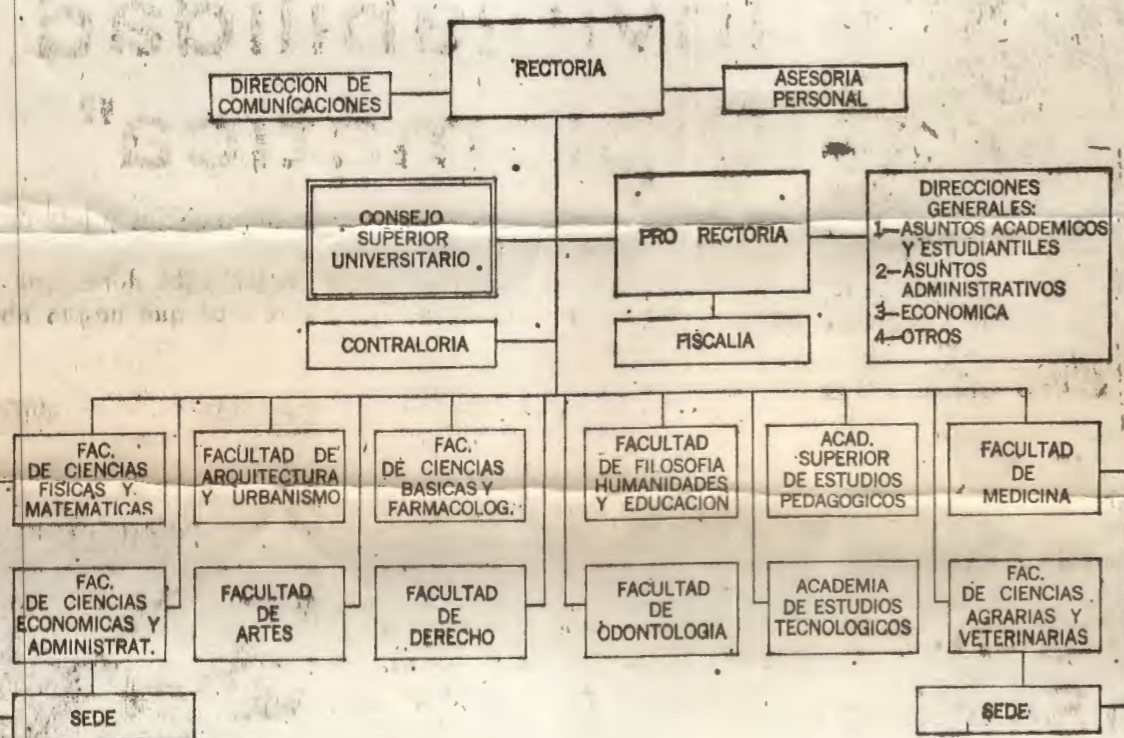 RECTORIA
DIRECCION DE
COMUNICACIONES
ASESORIA
PERSONAL
CONSEJO
SUPERIOR
UNIVERSITARIO
PRO RECTORIA
DIRECCIONES
GENERALES:
1—ASUNTOS ACADEMICOS
Y ESTUDIANTILES
2—ASUNTOS
ADMINISTRATIVOS
3—ECONOMICA
4—OTROS
CONTRALORIA
FISCALIA
FAC.
DE CIENCIAS
FISICAS Y
MATEMATICAS
FACULTAD DE
ARQUITECTURA
Y URBANISMO
FAC.
DE CIENCIAS
BASICAS Y
FARMACOLOG.
FACULTAD
DE FILOSOFIA
HUMANIDADES
Y EDUCACION
ACAD.
SUPERIOR
DE ESTUDIOS
PEDAGOGICOS
FACULTAD
DE
MEDICINA
FAC.
DE CIENCIAS
ECONOMICAS Y
ADMINISTRAT.
FACULTAD
DE
ARTES
FACULTAD
DE
DERECHO
FACULTAD
DE
ODONTOLOGIA
ACADEMIA
DE ESTUDIOS
TECNOLOGICOS
FAC.
DE CIENCIAS
AGRARIAS Y
VETERINARIAS
SEDE
SEDE